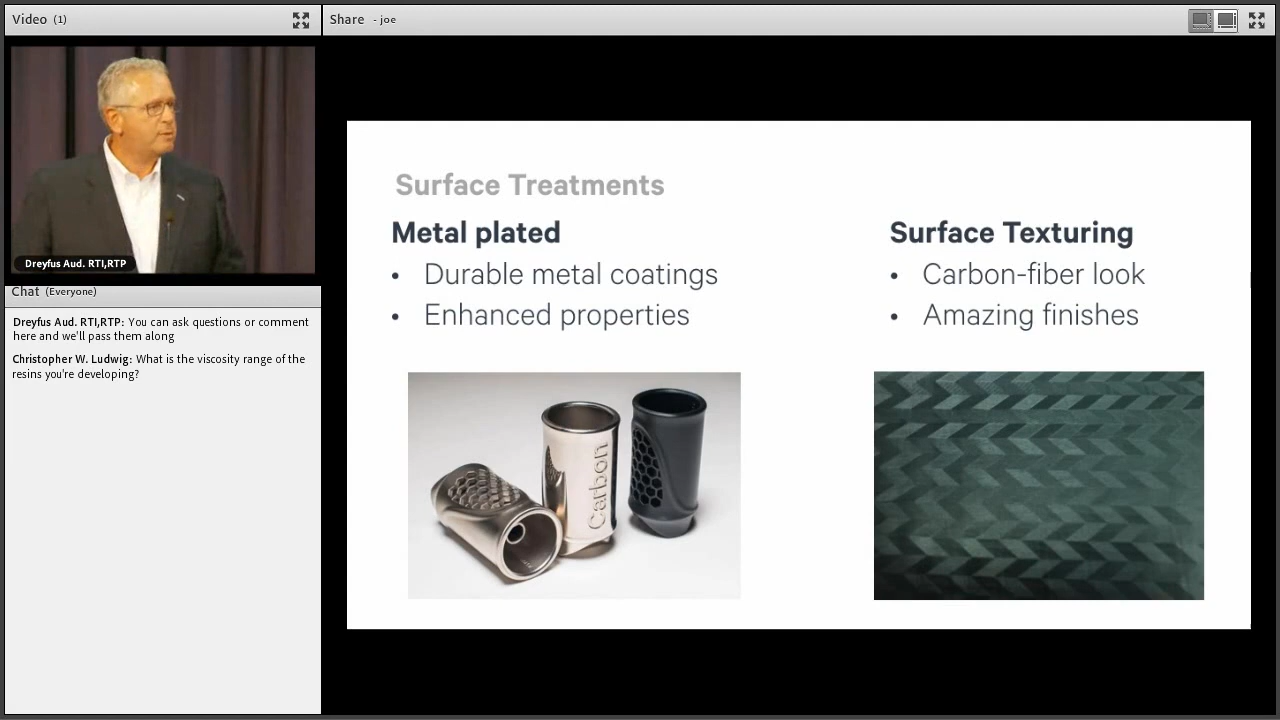 Video (1)
Share - joe
Dreyfus Aud. RTI,RTP
Chat (Everyone)
Dreyfus Aud. RTI,RTP: You can ask questions or comment
here and we'll pass them along
Christopher W. Ludwig: What is the viscosity range of the
resins you're developing?
Surface Treatments
Metal plated
• Durable metal coatings
• Enhanced properties
Surface Texturing
• Carbon-fiber look
• Amazing finishes
Carbon